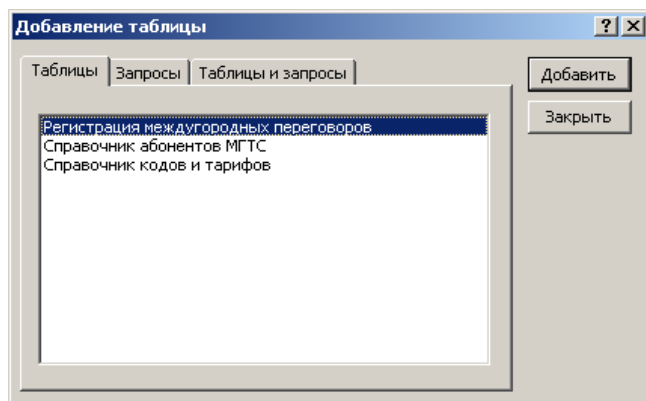 Добавление таблицы
Таблицы Запросы Таблицы и запросы
Добавить
Закрыть
Регистрация междугородных переговоров
Справочник абонентов МГТС
Справочник кодов и тарифов